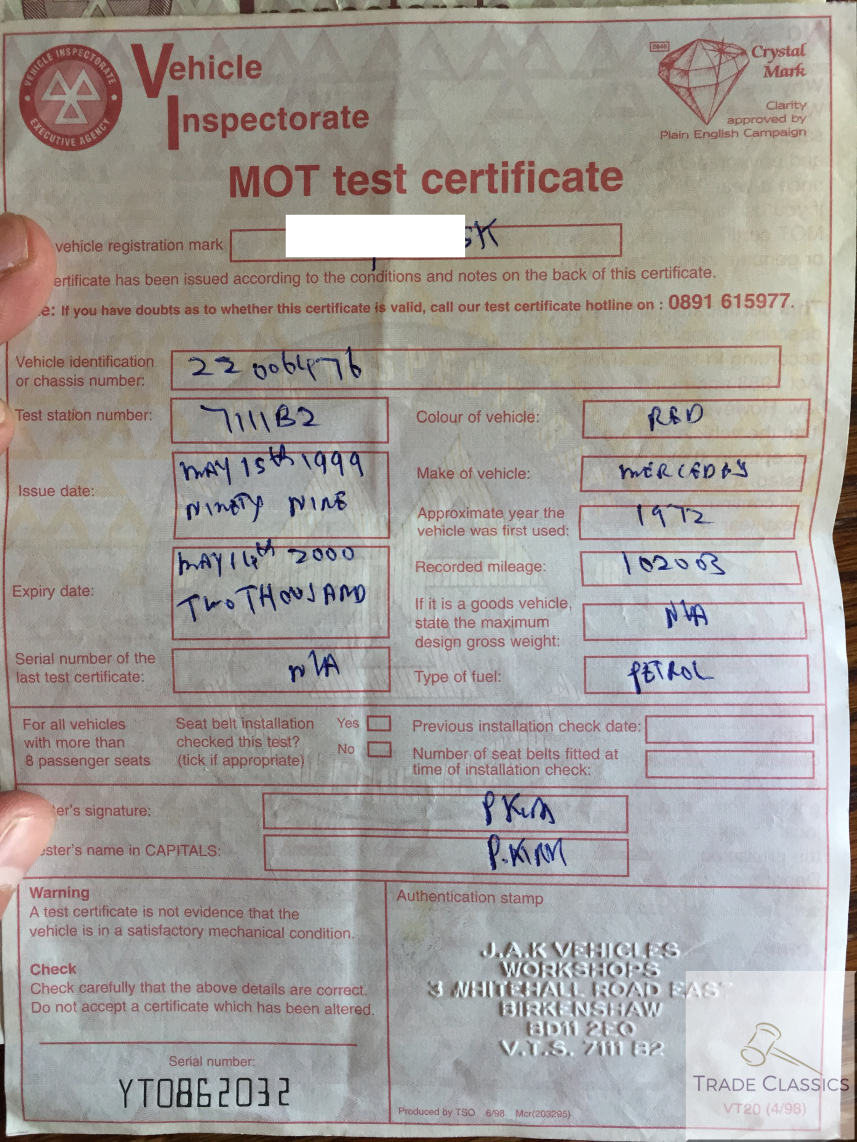 VEHICLE INSPECTORATE
EXECUTIVE AGENCY
Vehicle
Inspectorate
Crystal
Mark
Clarity
approved by
Plain English Campaign
MOT test certificate
vehicle registration mark SK
ertificate has been issued according to the conditions and notes on the back of this certificate.
e: If you have doubts as to whether this certificate is valid, call our test certificate hotline on : 0891 615977.
Vehicle identification
or chassis number: 22 006476
Test station number: 7111B2
Colour of vehicle: RED
Issue date: MAY 15th 1999
NINETY NINE
Make of vehicle: MERCEDES
Approximate year the
vehicle was first used: 1972
Expiry date: MAY 14th 2000
TWO THOUSAND
Recorded mileage: 102003
If it is a goods vehicle,
state the maximum
design gross weight: N/A
Serial number of the
last test certificate: N/A
Type of fuel: PETROL
For all vehicles
with more than
8 passenger seats
Seat belt installation
checked this test?
(tick if appropriate)
Yes
No
Previous installation check date:
Number of seat belts fitted at
time of installation check:
er's signature:
ester's name in CAPITALS: P.KIRK
Warning
A test certificate is not evidence that the
vehicle is in a satisfactory mechanical condition.
Check
Check carefully that the above details are correct.
Do not accept a certificate which has been altered.
Serial number:
YT0862032
Authentication stamp
J.A.K VEHICLES
WORKSHOPS
3 WHITEHALL ROAD EAST
BIRKENSHAW
BD11 2EQ
V.T.S. 7111 B2
Produced by TSO 6/98 Mcr(203295)
TRADE CLASSICS
VT20 (4/98)